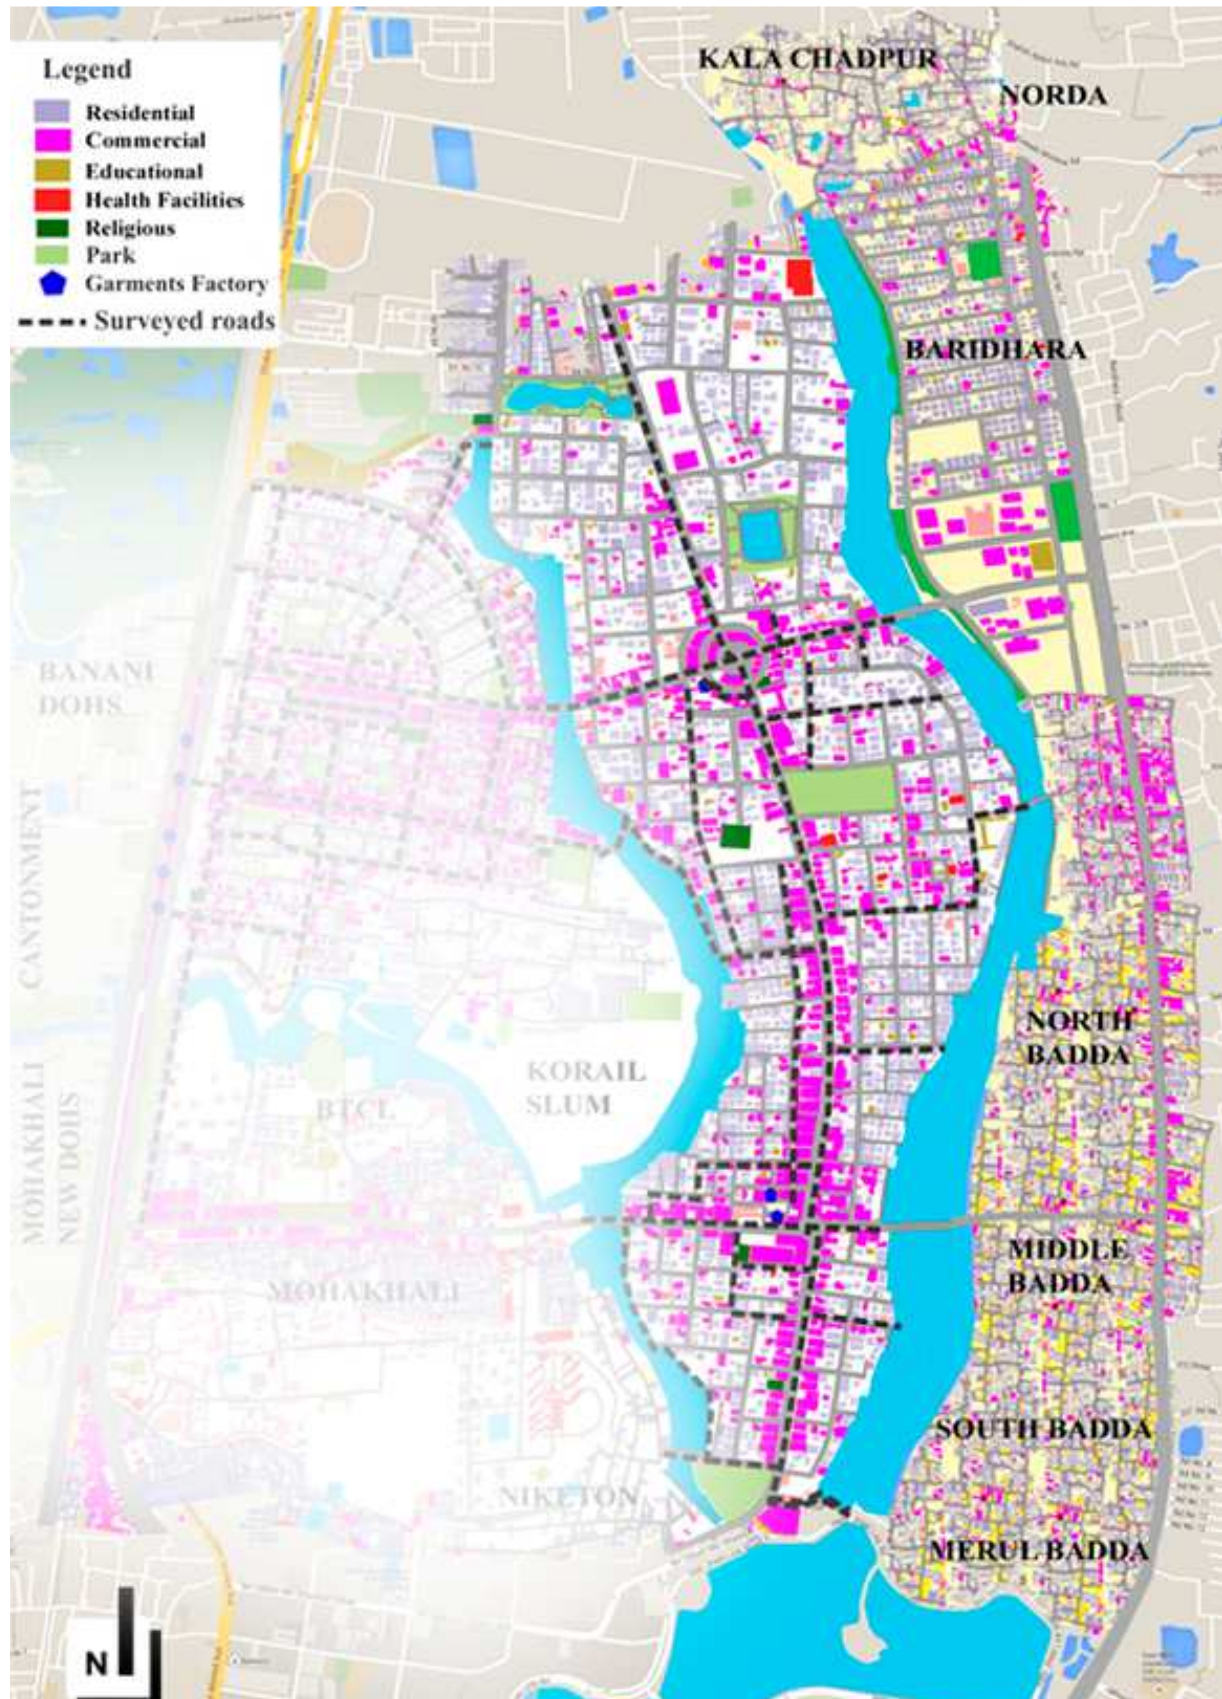 Legend
Residential
Commercial
Educational
Health Facilities
Religious
Park
Garments Factory
Surveyed roads
KALA CHADPUR
NORDA
BARIDHARA
BANANI
DOHS
CANTONMENT
KORAIL
SLUM
BTCL
NORTH
BADDA
MOHAKHALI
NEW DOHS
MIDDLE
BADDA
MOHAKHALI
SOUTH BADDA
NIKETON
MERUL BADDA
N